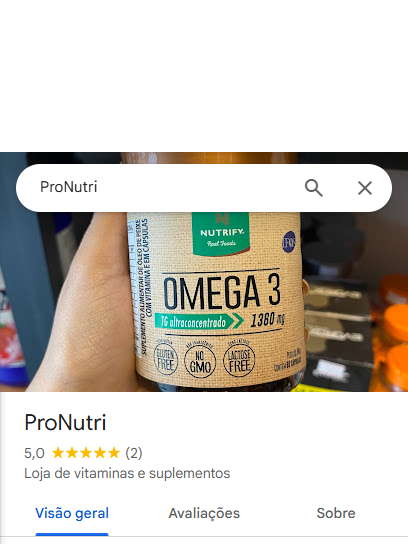 ProNutri
NUTRIFY
Real Foods
SUPLEMENTO ALIMENTAR DE ÓLEO DE PEIXE
COM VITAMINA E EM CÁPSULAS
OMEGA 3
TG ultraconcentrado
1360 mg
GLUTEN FREE
NO GMO
LACTOSE FREE
ProNutri
5,0 ★★★★★ (2)
Loja de vitaminas e suplementos
Visão geral Avaliações Sobre